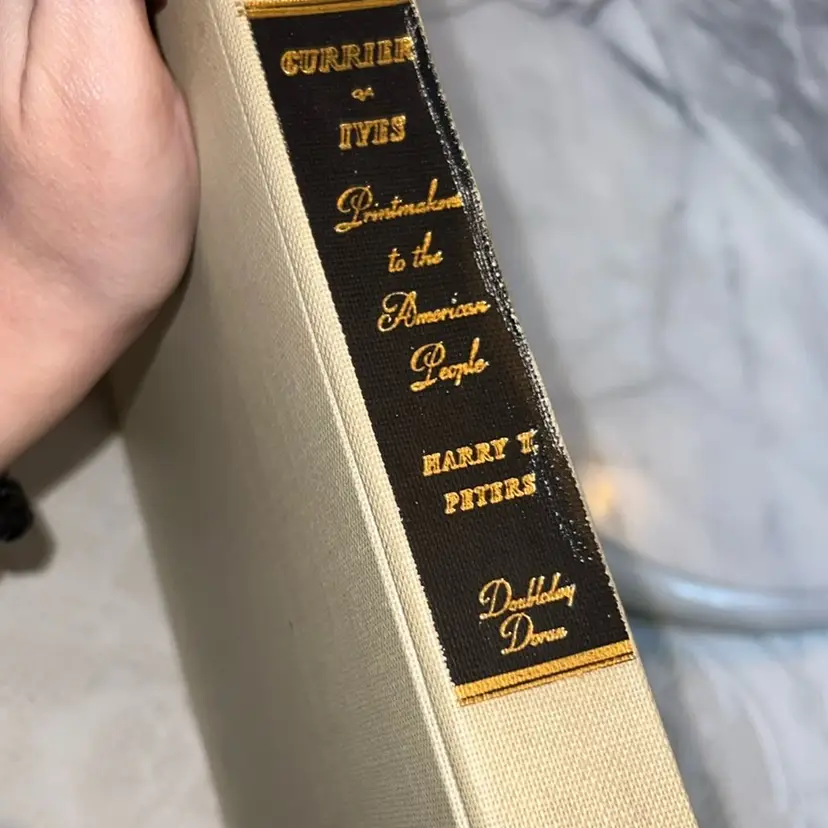 CURRIER
&
IVES
Printmakers
to the
American
People
HARRY T.
PETERS
Doubleday
Doran